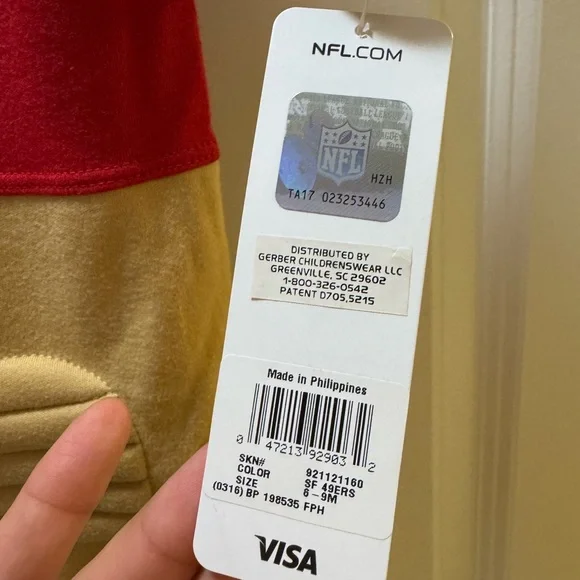 NFL.COM
NFL
HZH
TA17 023253446
DISTRIBUTED BY
GERBER CHILDRENSWEAR LLC
GREENVILLE, SC 29602
1-800-326-0542
PATENT D705,521S
Made in Philippines
0 47213 92903 2
SKN# 921121160
COLOR SF 49ERS
SIZE 6-9M
(0316) BP 198535 FPH
VISA